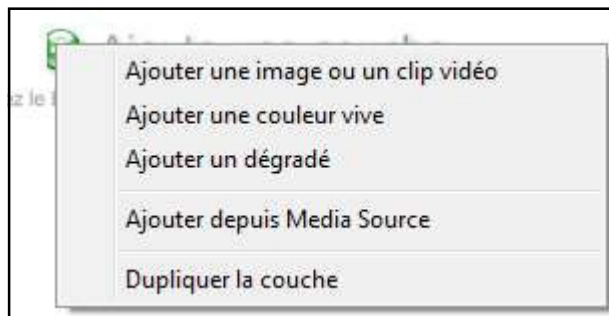 Ajouter une image ou un clip vidéo
Ajouter une couleur vive
Ajouter un dégradé
Ajouter depuis Media Source
Dupliquer la couche